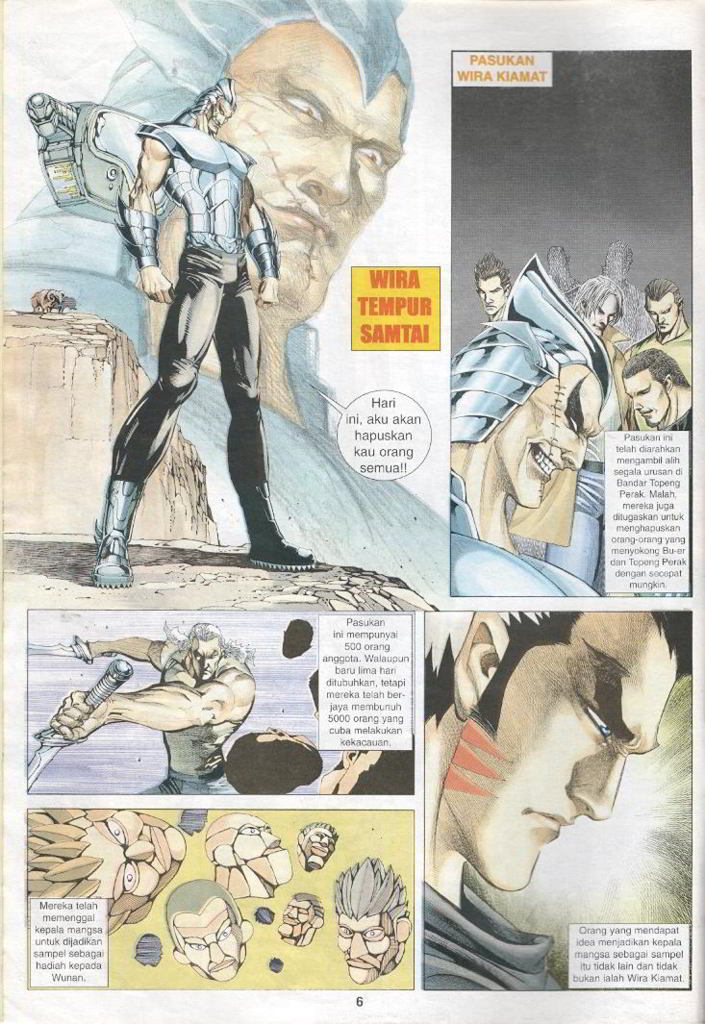 WIRA
TEMPUR
SAMTAI
Hari
ini, aku akan
hapuskan
kau orang
semua!!
PASUKAN
WIRA KIAMAT
Pasukan ini
telah diarahkan
mengambil alih
segala urusan di
Bandar Topeng
Perak. Malah,
mereka juga
ditugaskan untuk
menghapuskan
orang-orang yang
menyokong Bu-er
dan Topeng Perak
dengan secepat
mungkin.
Pasukan
ini mempunyai
500 orang
anggota. Walaupun
baru lima hari
ditubuhkan, tetapi
mereka telah ber-
jaya membunuh
5000 orang yang
cuba melakukan
kekacauan.
Mereka telah
memenggal
kepala mangsa
untuk dijadikan
sampel sebagai
hadiah kepada
Wunan.
Orang yang mendapat
idea menjadikan kepala
mangsa sebagai sampel
itu tidak lain dan tidak
bukan ialah Wira Kiamat.
6